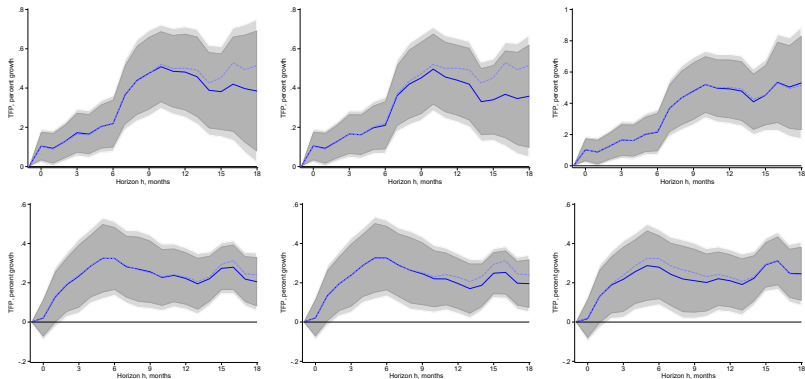 .8
.6
.4
.2
0
TFP, percent growth
0 3 6 9 12 15 18
Horizon h, months
.8
.6
.4
.2
0
TFP, percent growth
0 3 6 9 12 15 18
Horizon h, months
1
.8
.6
.4
.2
0
TFP, percent growth
0 3 6 9 12 15 18
Horizon h, months
.6
.4
.2
0
-.2
TFP, percent growth
0 3 6 9 12 15 18
Horizon h, months
.6
.4
.2
0
-.2
TFP, percent growth
0 3 6 9 12 15 18
Horizon h, months
.6
.4
.2
0
-.2
TFP, percent growth
0 3 6 9 12 15 18
Horizon h, months